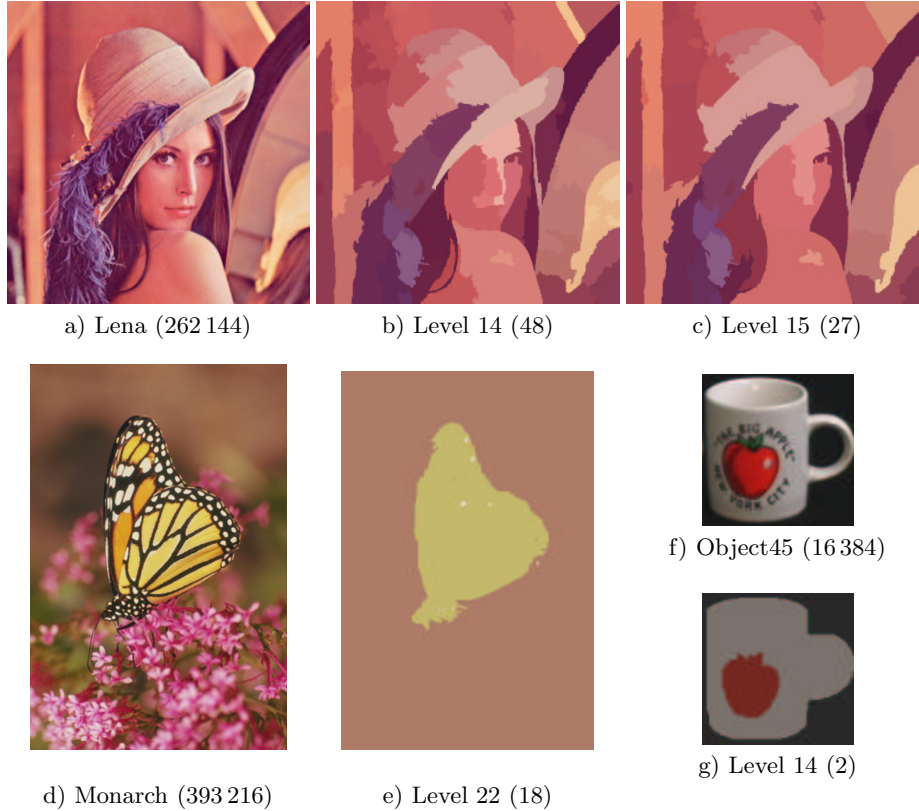 a) Lena (262 144)
b) Level 14 (48)
c) Level 15 (27)
"THE BIG APPLE"
NEW YORK CITY
f) Object45 (16 384)
g) Level 14 (2)
d) Monarch (393 216)
e) Level 22 (18)